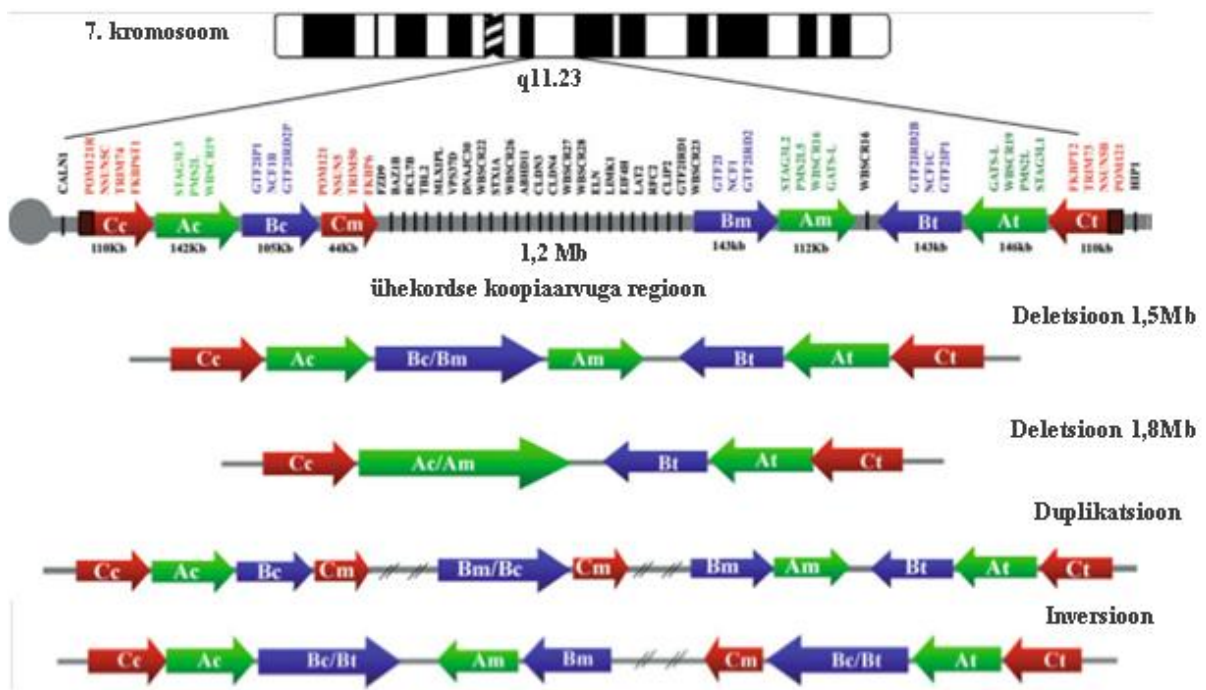 7. kromosoom
q11.23
CALN1
POM121B
NSUN5C
TRIM74
FKBP6T1
STAG3L3
PMS2L
WBSCR19
GTF2IP1
NCF1B
GTF2IRD2P
POM121
NSUN5
TRIM50
FKBP6
FZD9
BAZ1B
BCL7B
TBL2
MLXIPL
VPS37D
DNAJC30
WBSCR22
STX1A
WBSCR26
ABHD11
CLDN3
CLDN4
WBSCR27
WBSCR28
ELN
LIMK1
EIF4H
LAT2
RFC2
CLIP2
GTF2IRD1
WBSCR23
GTF2I
NCF1
GTF2IRD2
STAG3L2
PMS2L5
WBSCR16
GATS-L
WBSCR16
GTF2IRD2B
NCF1C
GTF2IP1
GATS-L
WBSCR19
PMS2L
STAG3L1
FKBPT2
TRIM73
NSUN5B
POM121
HIP1
Cc Ac Bc Cm Bm Am Bt At Ct
110Kb 142Kb 105Kb 44Kb 143kb 112Kb 143kb 146kb 110kb
1,2 Mb
ühekordse koopiaarvuga regioon
Deletsioon 1,5Mb
Cc Ac Bc/Bm Am Bt At Ct
Deletsioon 1,8Mb
Cc Ac/Am Bt At Ct
Duplikatsioon
Cc Ac Bc Cm Bm/Bc Cm Bm Am Bt At Ct
Inversioon
Cc Ac Bc/Bt Am Bm Cm Bc/Bt At Ct